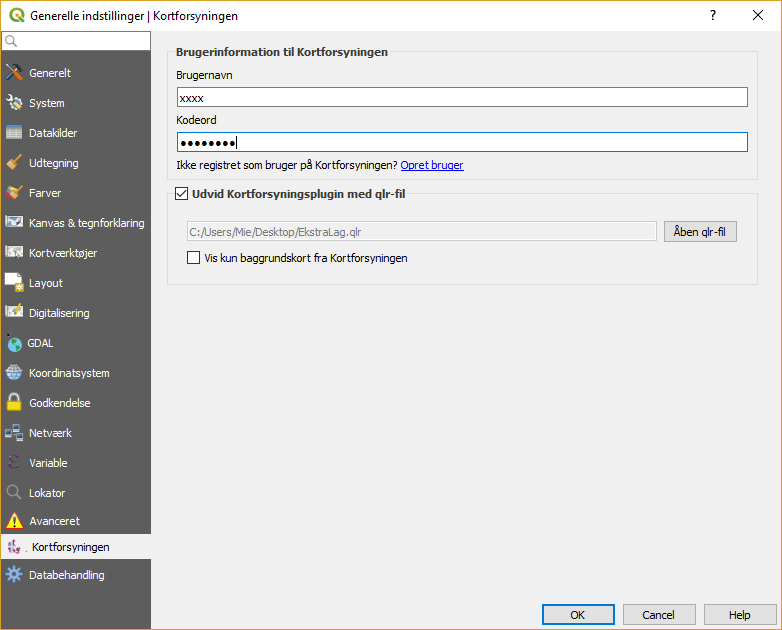 Generelle indstillinger | Kortforsyningen
?
Generelt
System
Datakilder
Udtegning
Farver
Kanvas & tegnforklaring
Kortværktøjer
Layout
Digitalisering
GDAL
Koordinatsystem
Godkendelse
Netværk
Variable
Lokator
Avanceret
Kortforsyningen
Databehandling
Brugerinformation til Kortforsyningen
Brugernavn
xxxx
Kodeord
●●●●●●●●
Ikke registret som bruger på Kortforsyningen? Opret bruger
Udvid Kortforsyningsplugin med qlr-fil
C:/Users/Mie/Desktop/EkstraLag.qlr
Åben qlr-fil
Vis kun baggrundskort fra Kortforsyningen
OK
Cancel
Help